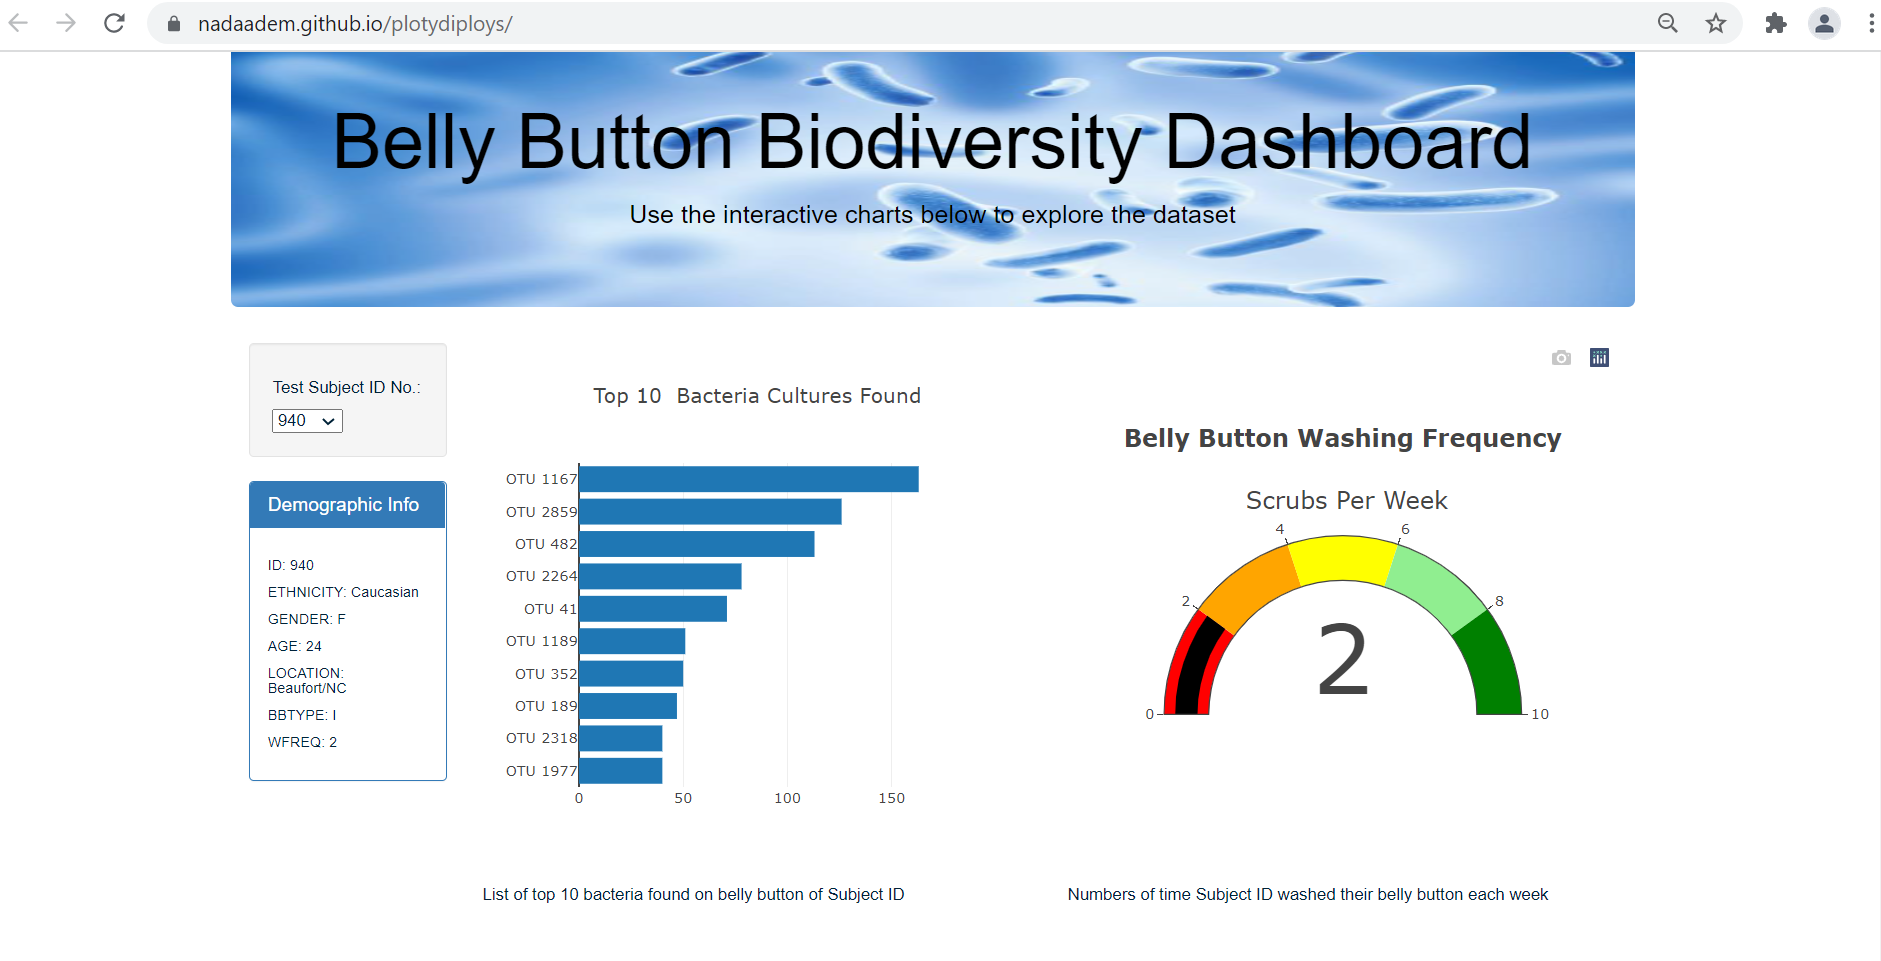 nadaadem.github.io/plotydiploys/
Belly Button Biodiversity Dashboard
Use the interactive charts below to explore the dataset
Test Subject ID No.:
940
Demographic Info
ID: 940
ETHNICITY: Caucasian
GENDER: F
AGE: 24
LOCATION:
Beaufort/NC
BBTYPE: I
WFREQ: 2
Top 10 Bacteria Cultures Found
OTU 1167
OTU 2859
OTU 482
OTU 2264
OTU 41
OTU 1189
OTU 352
OTU 189
OTU 2318
OTU 1977
0 50 100 150
List of top 10 bacteria found on belly button of Subject ID
Belly Button Washing Frequency
Scrubs Per Week
4 6
2 8
2
0 10
Numbers of time Subject ID washed their belly button each week